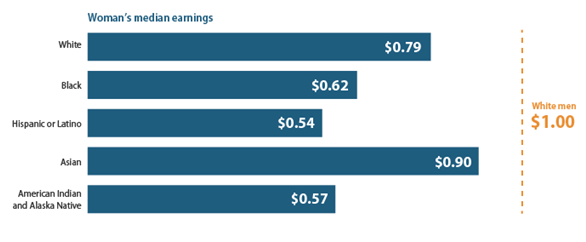 Woman's median earnings
White
$0.79
Black
$0.62
Hispanic or Latino
$0.54
Asian
$0.90
American Indian
and Alaska Native
$0.57
White men
$1.00